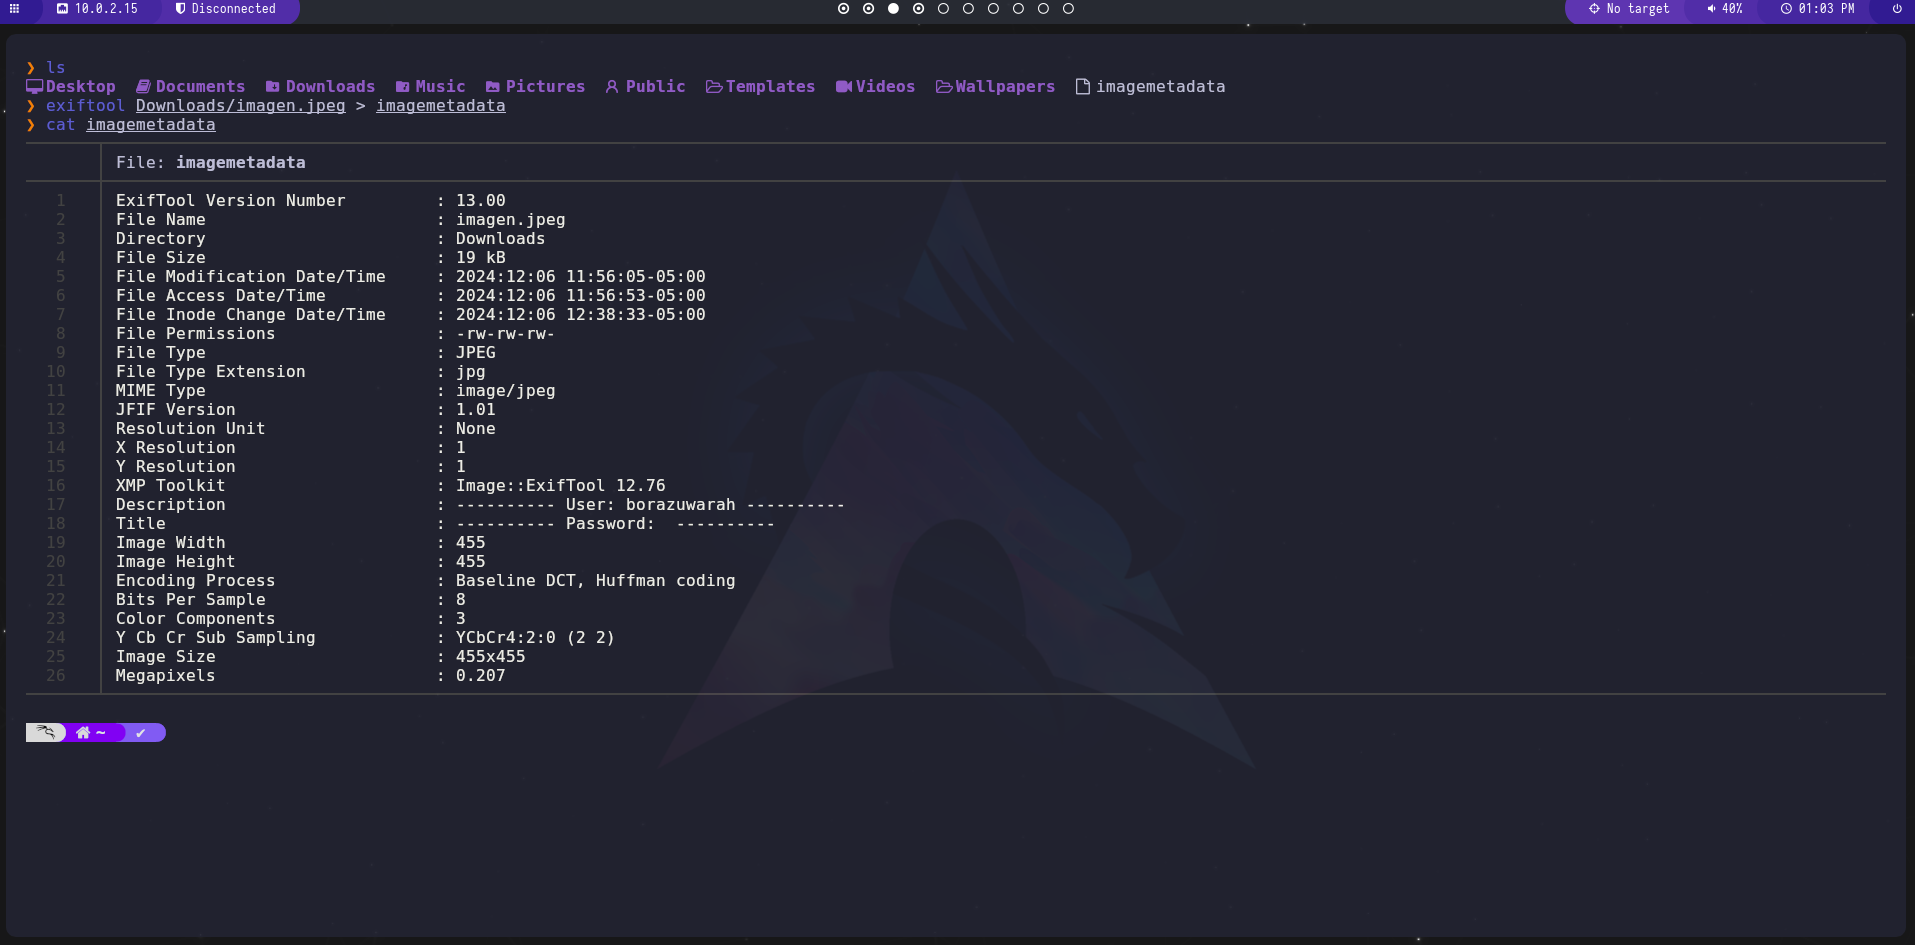 10.0.2.15 Disconnected No target 40% 01:03 PM
❯ ls
Desktop Documents Downloads Music Pictures Public Templates Videos Wallpapers imagemetadata
❯ exiftool Downloads/imagen.jpeg > imagemetadata
❯ cat imagemetadata
File: imagemetadata
1 ExifTool Version Number : 13.00
2 File Name : imagen.jpeg
3 Directory : Downloads
4 File Size : 19 kB
5 File Modification Date/Time : 2024:12:06 11:56:05-05:00
6 File Access Date/Time : 2024:12:06 11:56:53-05:00
7 File Inode Change Date/Time : 2024:12:06 12:38:33-05:00
8 File Permissions : -rw-rw-rw-
9 File Type : JPEG
10 File Type Extension : jpg
11 MIME Type : image/jpeg
12 JFIF Version : 1.01
13 Resolution Unit : None
14 X Resolution : 1
15 Y Resolution : 1
16 XMP Toolkit : Image::ExifTool 12.76
17 Description : ---------- User: borazuwarah ----------
18 Title : ---------- Password:  ----------
19 Image Width : 455
20 Image Height : 455
21 Encoding Process : Baseline DCT, Huffman coding
22 Bits Per Sample : 8
23 Color Components : 3
24 Y Cb Cr Sub Sampling : YCbCr4:2:0 (2 2)
25 Image Size : 455x455
26 Megapixels : 0.207
~ ✔